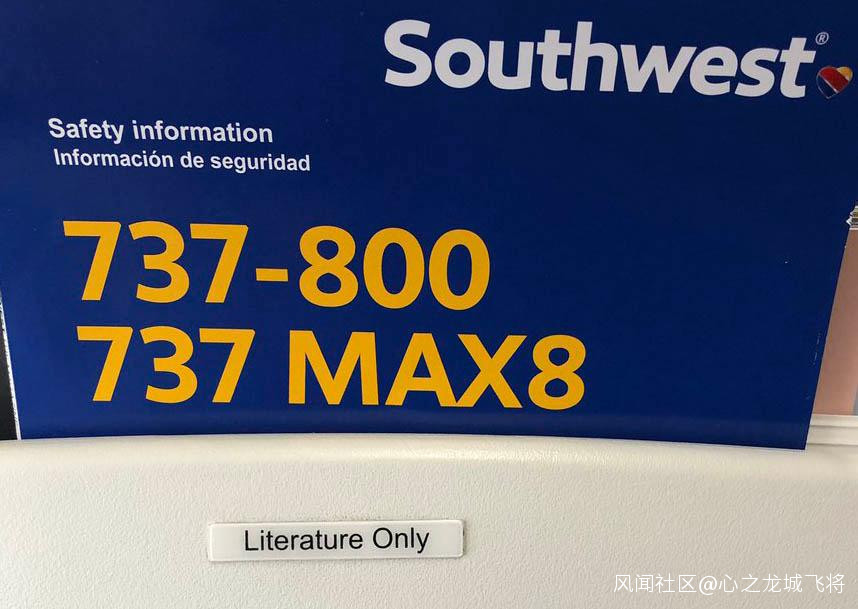 Southwest®
Safety information
Información de seguridad
737-800
737 MAX8
Literature Only
风闻社区@心之龙城飞将